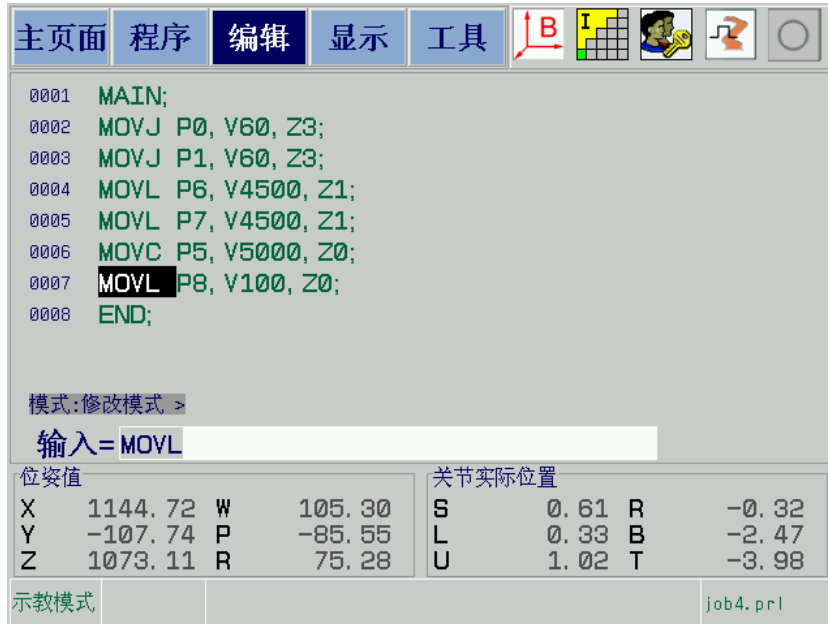 主页面 程序 编辑 显示 工具 B I
0001 MAIN;
0002 MOVJ P0, V60, Z3;
0003 MOVJ P1, V60, Z3;
0004 MOVL P6, V4500, Z1;
0005 MOVL P7, V4500, Z1;
0006 MOVC P5, V5000, Z0;
0007 MOVL P8, V100, Z0;
0008 END;
模式:修改模式 >
输入= MOVL
位姿值 关节实际位置
X 1144.72 W 105.30 S 0.61 R -0.32
Y -107.74 P -85.55 L 0.33 B -2.47
Z 1073.11 R 75.28 U 1.02 T -3.98
示教模式 job4.prl